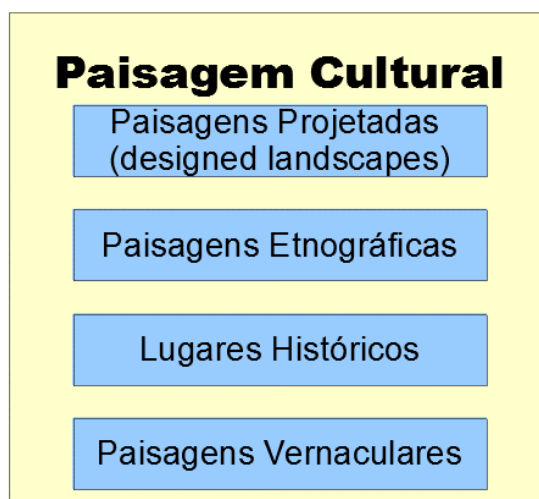 Paisagem Cultural
Paisagens Projetadas
(designed landscapes)
Paisagens Etnográficas
Lugares Históricos
Paisagens Vernaculares